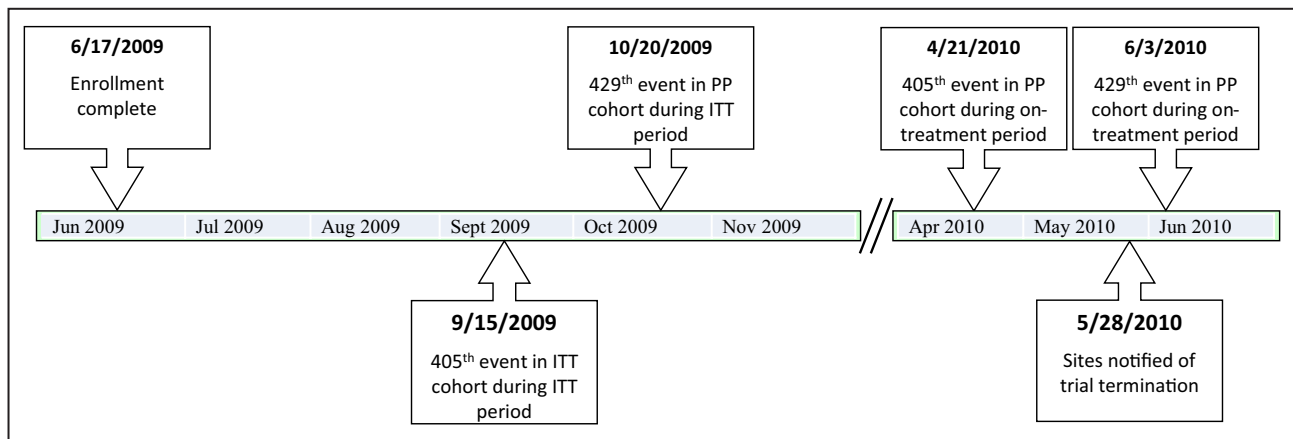 6/17/2009
Enrollment
complete
10/20/2009
429th event in PP
cohort during ITT
period
4/21/2010
405th event in PP
cohort during on-
treatment period
6/3/2010
429th event in PP
cohort during on-
treatment period
Jun 2009 Jul 2009 Aug 2009 Sept 2009 Oct 2009 Nov 2009 // Apr 2010 May 2010 Jun 2010
9/15/2009
405th event in ITT
cohort during ITT
period
5/28/2010
Sites notified of
trial termination